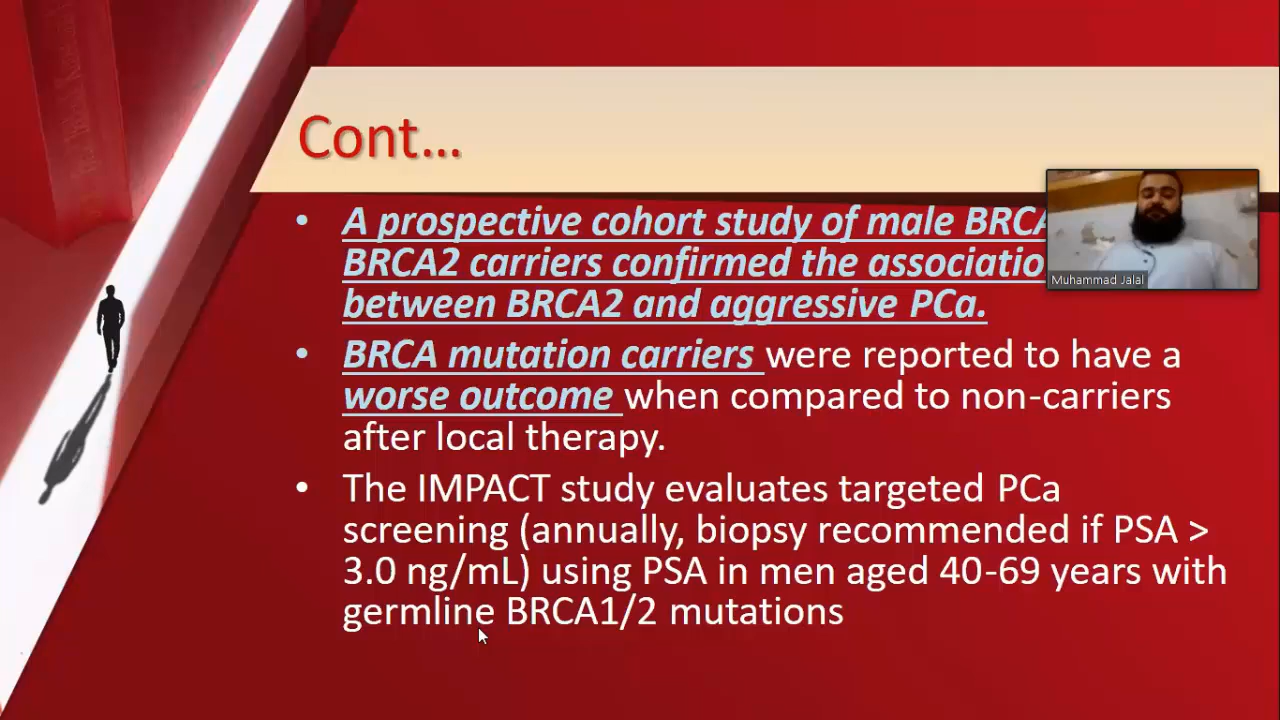 Cont...
• A prospective cohort study of male BRCA
BRCA2 carriers confirmed the associatio
between BRCA2 and aggressive PCa.
• BRCA mutation carriers were reported to have a
worse outcome when compared to non-carriers
after local therapy.
• The IMPACT study evaluates targeted PCa
screening (annually, biopsy recommended if PSA >
3.0 ng/mL) using PSA in men aged 40-69 years with
germline BRCA1/2 mutations
Muhammad Jalal